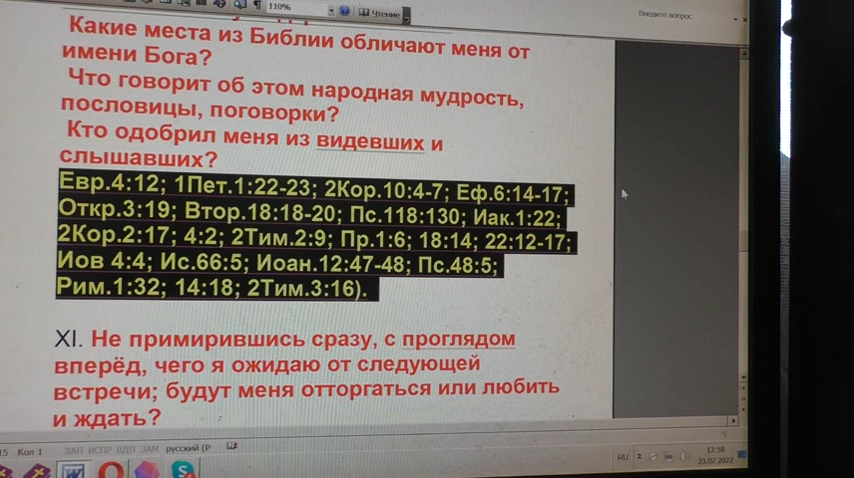 110%
Чтение
Введите вопрос
Какие места из Библии обличают меня от
имени Бога?
Что говорит об этом народная мудрость,
пословицы, поговорки?
Кто одобрил меня из видевших и
слышавших?
Евр.4:12; 1Пет.1:22-23; 2Кор.10:4-7; Еф.6:14-17;
Откр.3:19; Втор.18:18-20; Пс.118:130; Иак.1:22;
2Кор.2:17; 4:2; 2Тим.2:9; Пр.1:6; 18:14; 22:12-17;
Иов 4:4; Ис.66:5; Иоан.12:47-48; Пс.48:5;
Рим.1:32; 14:18; 2Тим.3:16).
XI. Не примирившись сразу, с проглядом
вперёд, чего я ожидаю от следующей
встречи; будут меня отторгаться или любить
и ждать?
15 Кол 1 ЗАП ИСПР ВДЛ ЗАМ русский (Р
RU 12:58
23.07.2022